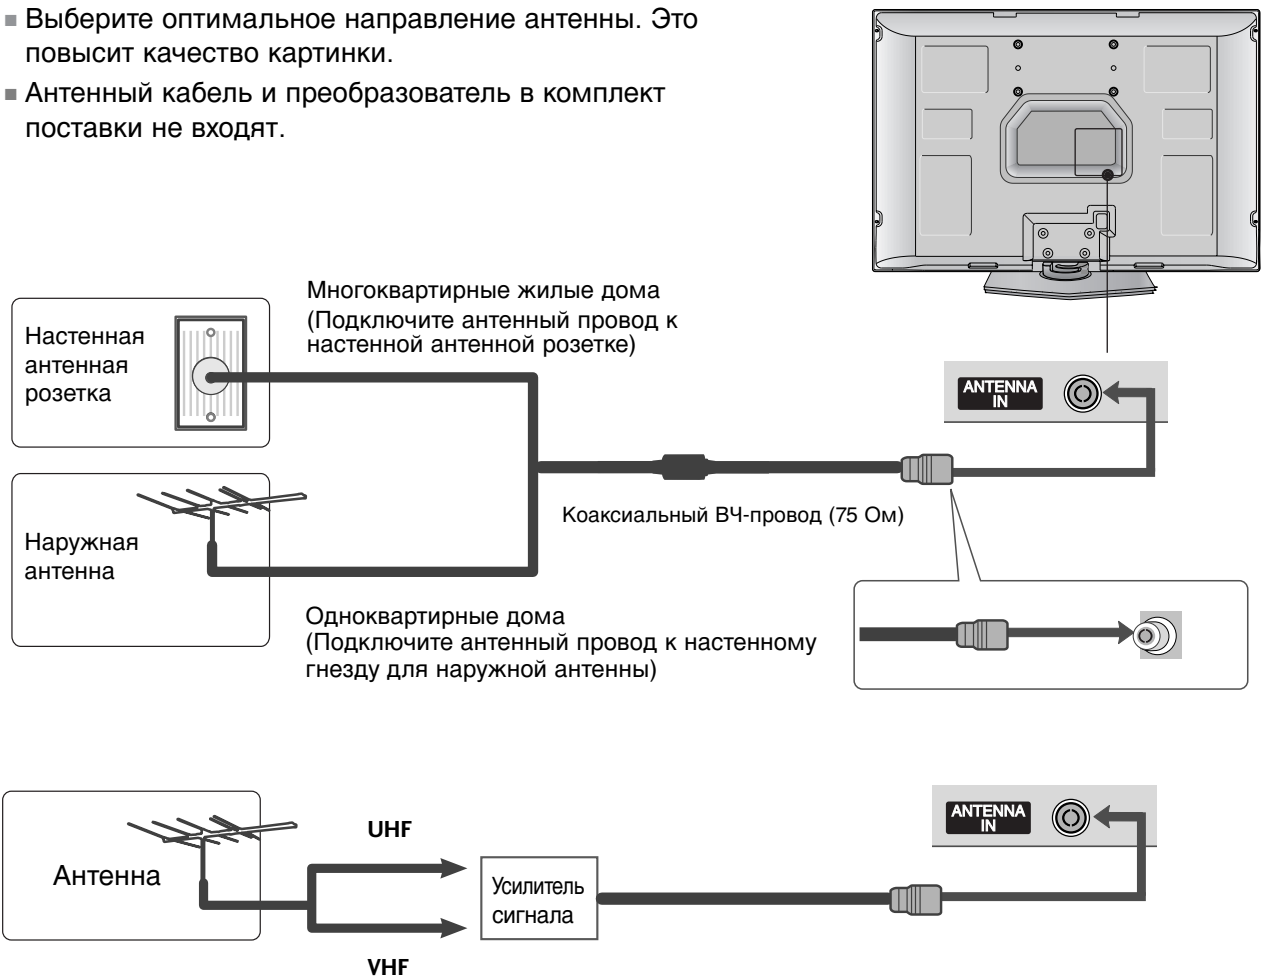 Выберите оптимальное направление антенны. Это
повысит качество картинки.
Антенный кабель и преобразователь в комплект
поставки не входят.
Многоквартирные жилые дома
(Подключите антенный провод к
настенной антенной розетке)
Настенная
антенная
розетка
ANTENNA
IN
Коаксиальный ВЧ-провод (75 Ом)
Наружная
антенна
Одноквартирные дома
(Подключите антенный провод к настенному
гнезду для наружной антенны)
Антенна
UHF
VHF
Усилитель
сигнала
ANTENNA
IN